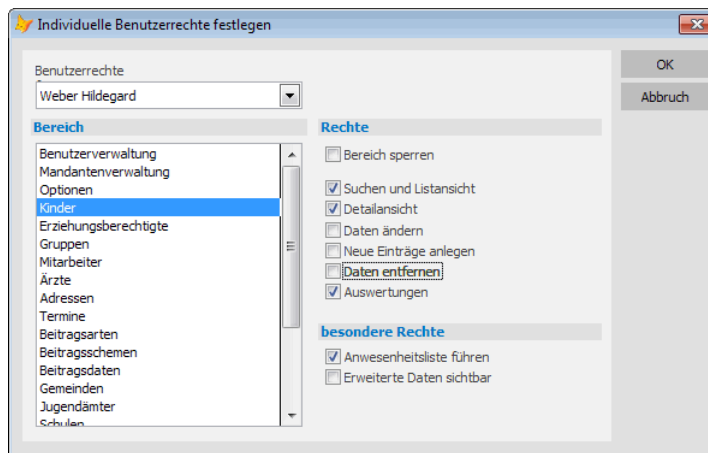 Individuelle Benutzerrechte festlegen
Benutzerrechte
Weber Hildegard
OK
Abbruch
Bereich
Benutzerverwaltung
Mandantenverwaltung
Optionen
Kinder
Erziehungsberechtigte
Gruppen
Mitarbeiter
Ärzte
Adressen
Termine
Beitragsarten
Beitragsschemen
Beitragsdaten
Gemeinden
Jugendämter
Schulen
Rechte
Bereich sperren
Suchen und Listansicht
Detailansicht
Daten ändern
Neue Einträge anlegen
Daten entfernen
Auswertungen
besondere Rechte
Anwesenheitsliste führen
Erweiterte Daten sichtbar